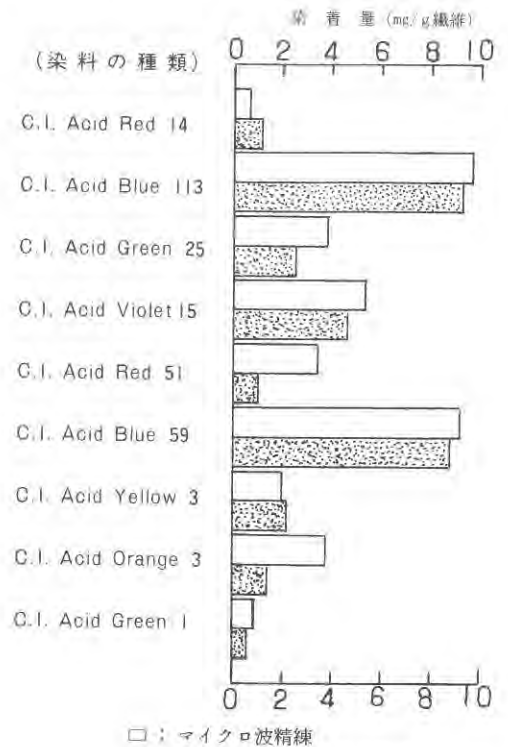 染着量 (mg/g繊維)
0 2 4 6 8 10
(染料の種類)
C.I. Acid Red 14
C.I. Acid Blue 113
C.I. Acid Green 25
C.I. Acid Violet 15
C.I. Acid Red 51
C.I. Acid Blue 59
C.I. Acid Yellow 3
C.I. Acid Orange 3
C.I. Acid Green 1
0 2 4 6 8 10
□ : マイクロ波精練